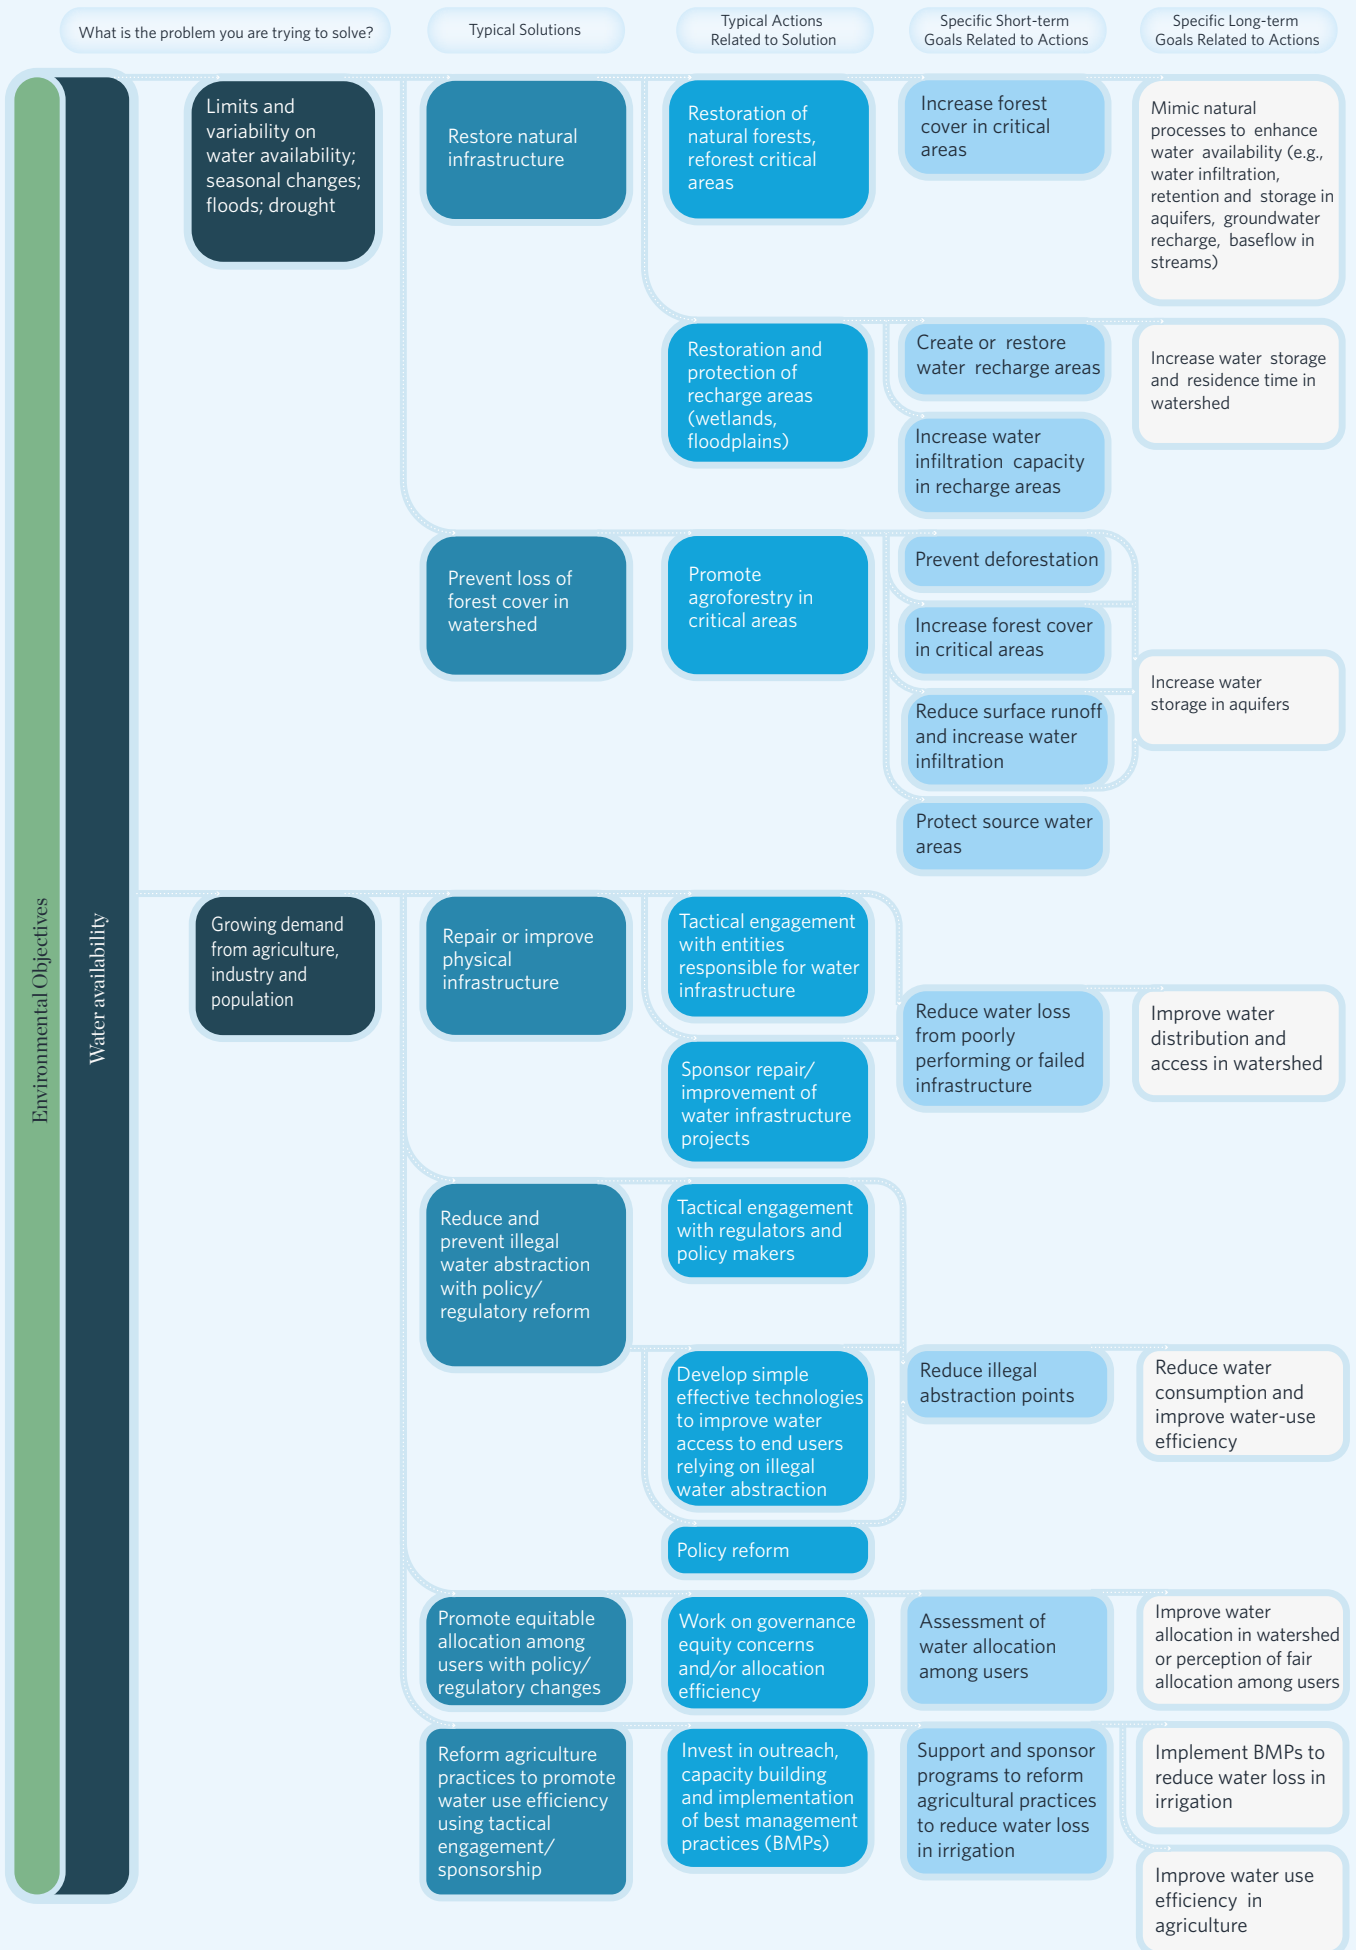 What is the problem you are trying to solve?
Typical Solutions
Typical Actions
Related to Solution
Specific Short-term
Goals Related to Actions
Specific Long-term
Goals Related to Actions
Environmental Objectives
Water availability
Limits and
variability on
water availability;
seasonal changes;
floods; drought
Restore natural
infrastructure
Restoration of
natural forests,
reforest critical
areas
Increase forest
cover in critical
areas
Mimic natural
processes to enhance
water availability (e.g.,
water infiltration,
retention and storage in
aquifers, groundwater
recharge, baseflow in
streams)
Restoration and
protection of
recharge areas
(wetlands,
floodplains)
Create or restore
water recharge areas
Increase water
infiltration capacity
in recharge areas
Increase water storage
and residence time in
watershed
Prevent loss of
forest cover in
watershed
Promote
agroforestry in
critical areas
Prevent deforestation
Increase forest cover
in critical areas
Reduce surface runoff
and increase water
infiltration
Protect source water
areas
Increase water
storage in aquifers
Growing demand
from agriculture,
industry and
population
Repair or improve
physical
infrastructure
Tactical engagement
with entities
responsible for water
infrastructure
Sponsor repair/
improvement of
water infrastructure
projects
Reduce water loss
from poorly
performing or failed
infrastructure
Improve water
distribution and
access in watershed
Reduce and
prevent illegal
water abstraction
with policy/
regulatory reform
Tactical engagement
with regulators and
policy makers
Develop simple
effective technologies
to improve water
access to end users
relying on illegal
water abstraction
Policy reform
Reduce illegal
abstraction points
Reduce water
consumption and
improve water-use
efficiency
Promote equitable
allocation among
users with policy/
regulatory changes
Work on governance
equity concerns
and/or allocation
efficiency
Assessment of
water allocation
among users
Improve water
allocation in watershed
or perception of fair
allocation among users
Reform agriculture
practices to promote
water use efficiency
using tactical
engagement/
sponsorship
Invest in outreach,
capacity building
and implementation
of best management
practices (BMPs)
Support and sponsor
programs to reform
agricultural practices
to reduce water loss
in irrigation
Implement BMPs to
reduce water loss in
irrigation
Improve water use
efficiency in
agriculture